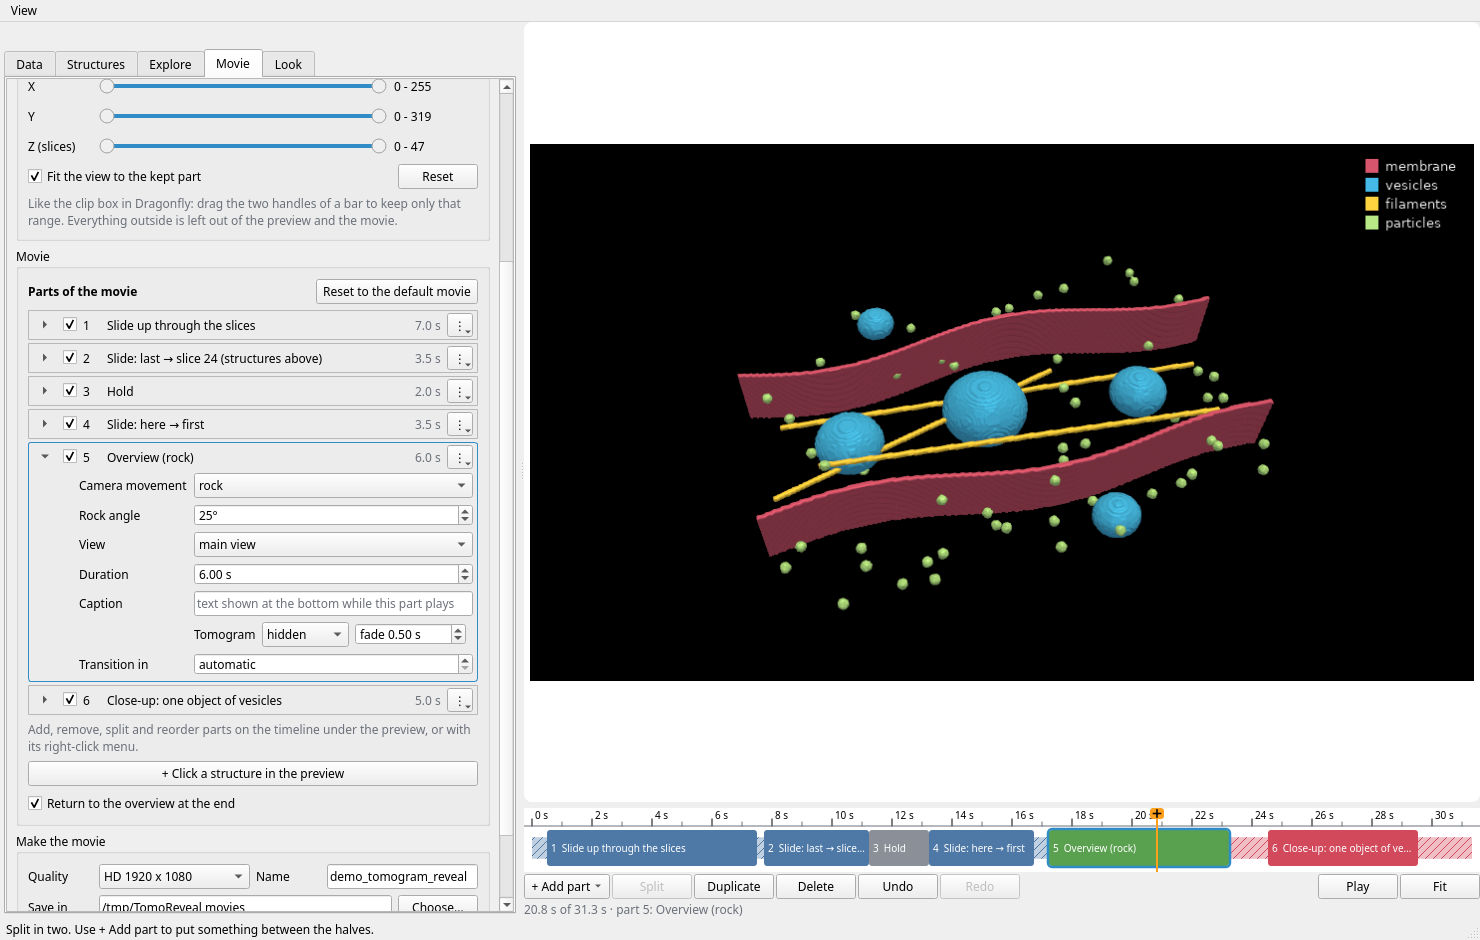 View
Data Structures Explore Movie Look
X 0 - 255
Y 0 - 319
Z (slices) 0 - 47
Fit the view to the kept part Reset
Like the clip box in Dragonfly: drag the two handles of a bar to keep only that
range. Everything outside is left out of the preview and the movie.
Movie
Parts of the movie Reset to the default movie
1 Slide up through the slices 7.0 s
2 Slide: last → slice 24 (structures above) 3.5 s
3 Hold 2.0 s
4 Slide: here → first 3.5 s
5 Overview (rock) 6.0 s
Camera movement rock
Rock angle 25°
View main view
Duration 6.00 s
Caption text shown at the bottom while this part plays
Tomogram hidden fade 0.50 s
Transition in automatic
6 Close-up: one object of vesicles 5.0 s
Add, remove, split and reorder parts on the timeline under the preview, or with
its right-click menu.
+ Click a structure in the preview
Return to the overview at the end
Make the movie
Quality HD 1920 x 1080 Name demo_tomogram_reveal
Save in /tmp/TomoReveal movies Choose...
membrane
vesicles
filaments
particles
0 s 2 s 4 s 6 s 8 s 10 s 12 s 14 s 16 s 18 s 20 22 s 24 s 26 s 28 s 30 s
1 Slide up through the slices 2 Slide: last → slice... 3 Hold 4 Slide: here → first 5 Overview (rock) 6 Close-up: one object of ve...
+ Add part Split Duplicate Delete Undo Redo Play Fit
20.8 s of 31.3 s · part 5: Overview (rock)
Split in two. Use + Add part to put something between the halves.